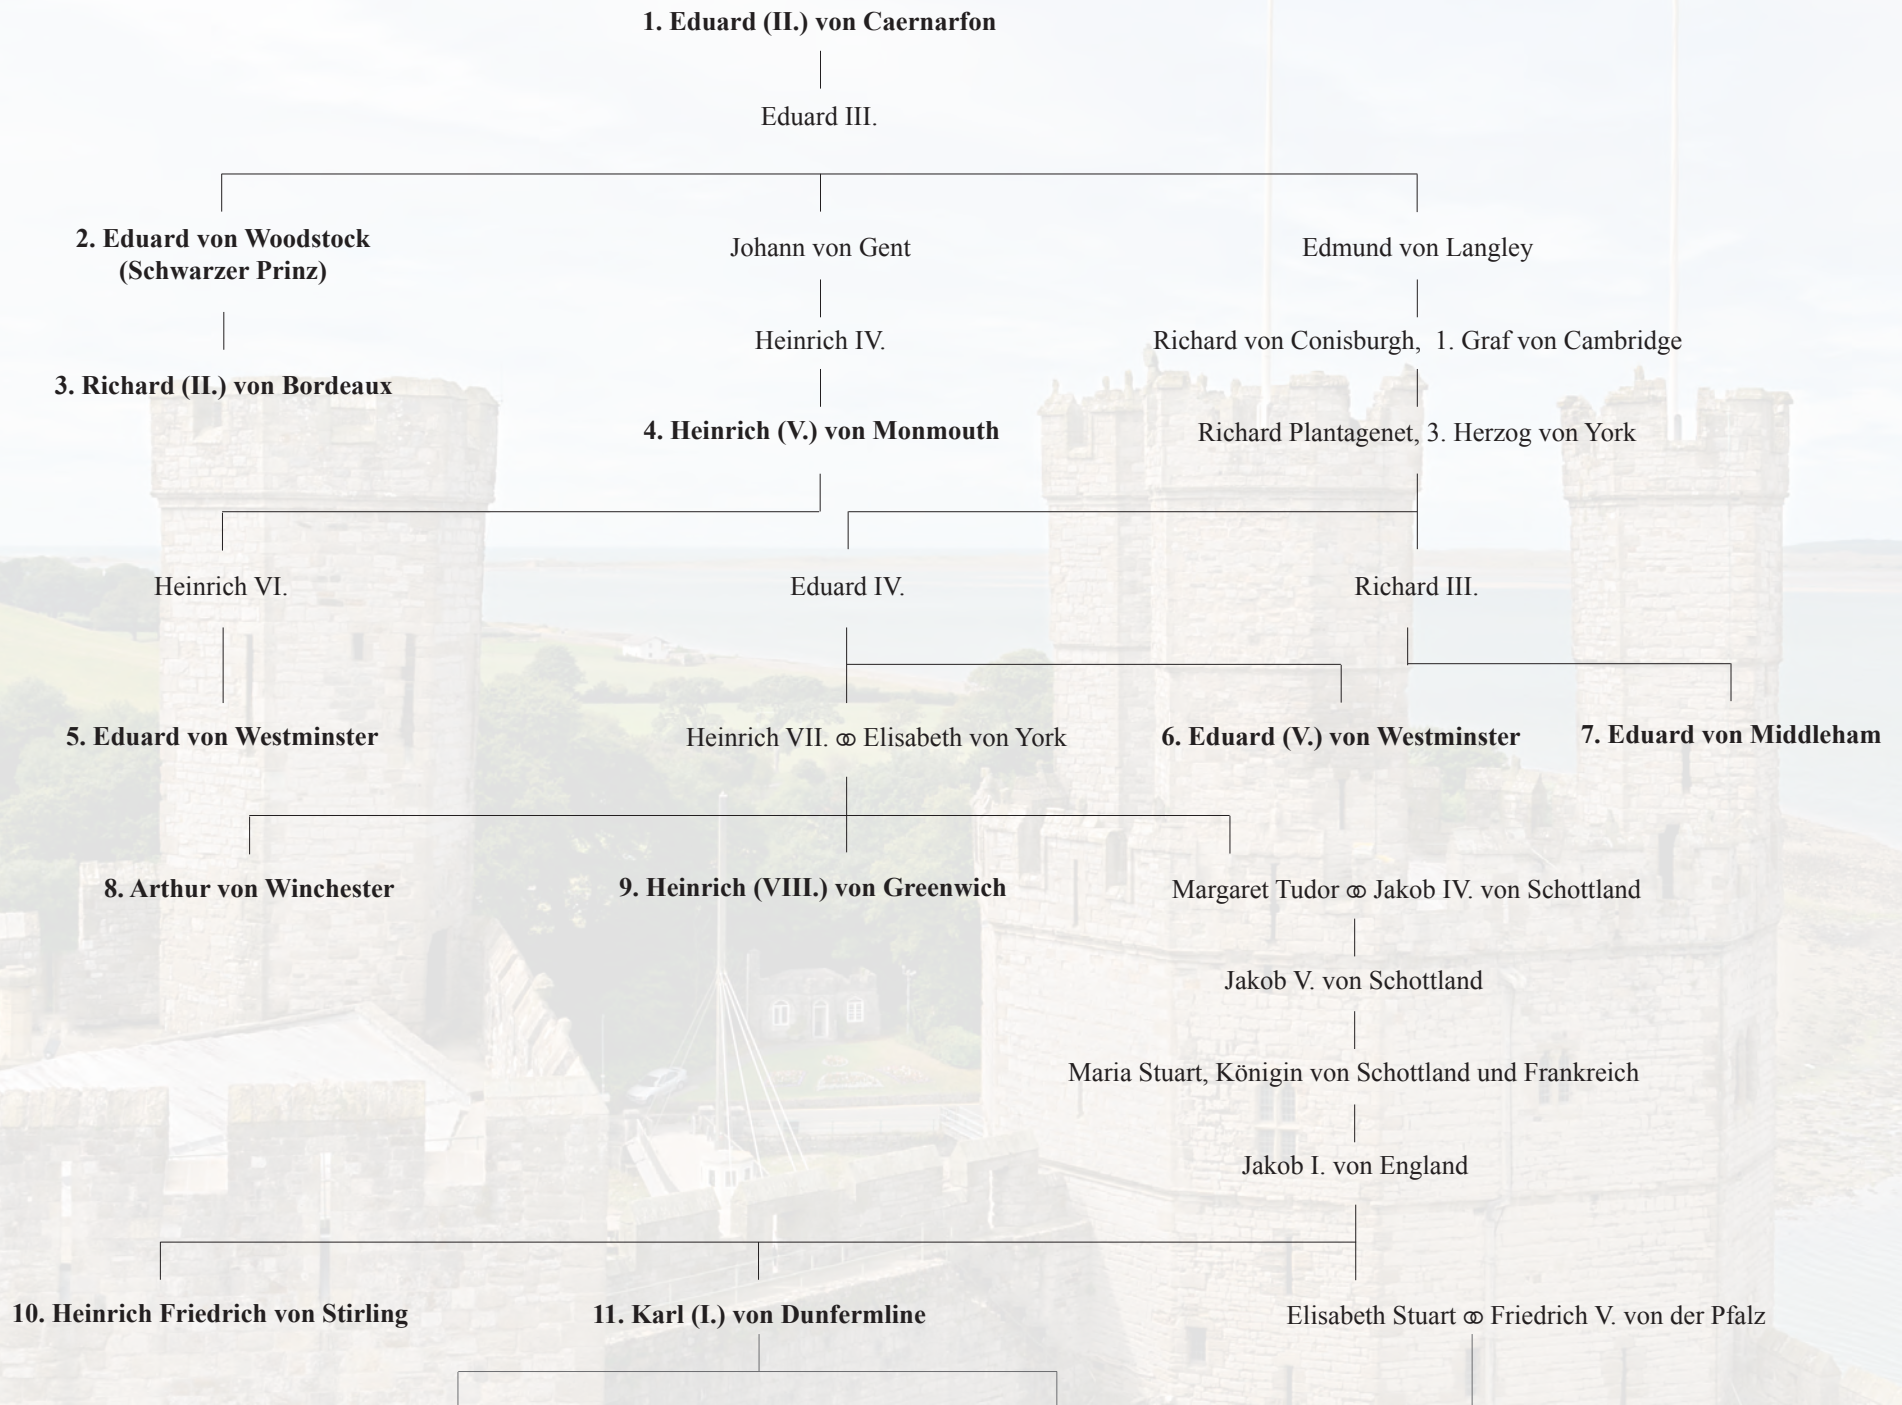 1. Eduard (II.) von Caernarfon
Eduard III.
2. Eduard von Woodstock
(Schwarzer Prinz)
Johann von Gent
Edmund von Langley
Heinrich IV.
Richard von Conisburgh, 1. Graf von Cambridge
3. Richard (II.) von Bordeaux
4. Heinrich (V.) von Monmouth
Richard Plantagenet, 3. Herzog von York
Heinrich VI.
Eduard IV.
Richard III.
5. Eduard von Westminster
Heinrich VII. ⚭ Elisabeth von York
6. Eduard (V.) von Westminster
7. Eduard von Middleham
8. Arthur von Winchester
9. Heinrich (VIII.) von Greenwich
Margaret Tudor ⚭ Jakob IV. von Schottland
Jakob V. von Schottland
Maria Stuart, Königin von Schottland und Frankreich
Jakob I. von England
10. Heinrich Friedrich von Stirling
11. Karl (I.) von Dunfermline
Elisabeth Stuart ⚭ Friedrich V. von der Pfalz